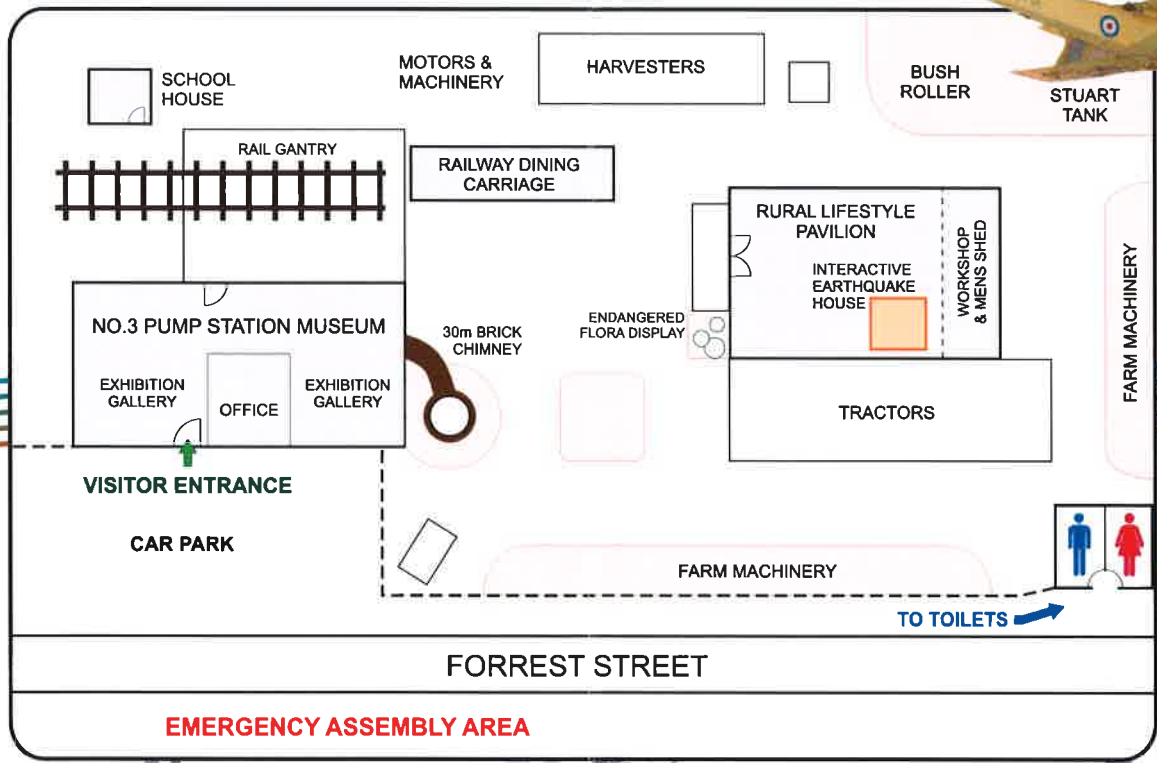 SCHOOL
HOUSE
MOTORS &
MACHINERY
HARVESTERS
BUSH
ROLLER
STUART
TANK
RAIL GANTRY
RAILWAY DINING
CARRIAGE
RURAL LIFESTYLE
PAVILION
INTERACTIVE
EARTHQUAKE
HOUSE
WORKSHOP
& MENS SHED
FARM MACHINERY
NO.3 PUMP STATION MUSEUM
EXHIBITION
GALLERY
OFFICE
EXHIBITION
GALLERY
30m BRICK
CHIMNEY
ENDANGERED
FLORA DISPLAY
TRACTORS
VISITOR ENTRANCE
CAR PARK
FARM MACHINERY
TO TOILETS
FORREST STREET
EMERGENCY ASSEMBLY AREA